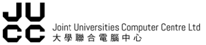 JU
CC
Joint Universities Computer Centre Ltd
大學聯合電腦中心